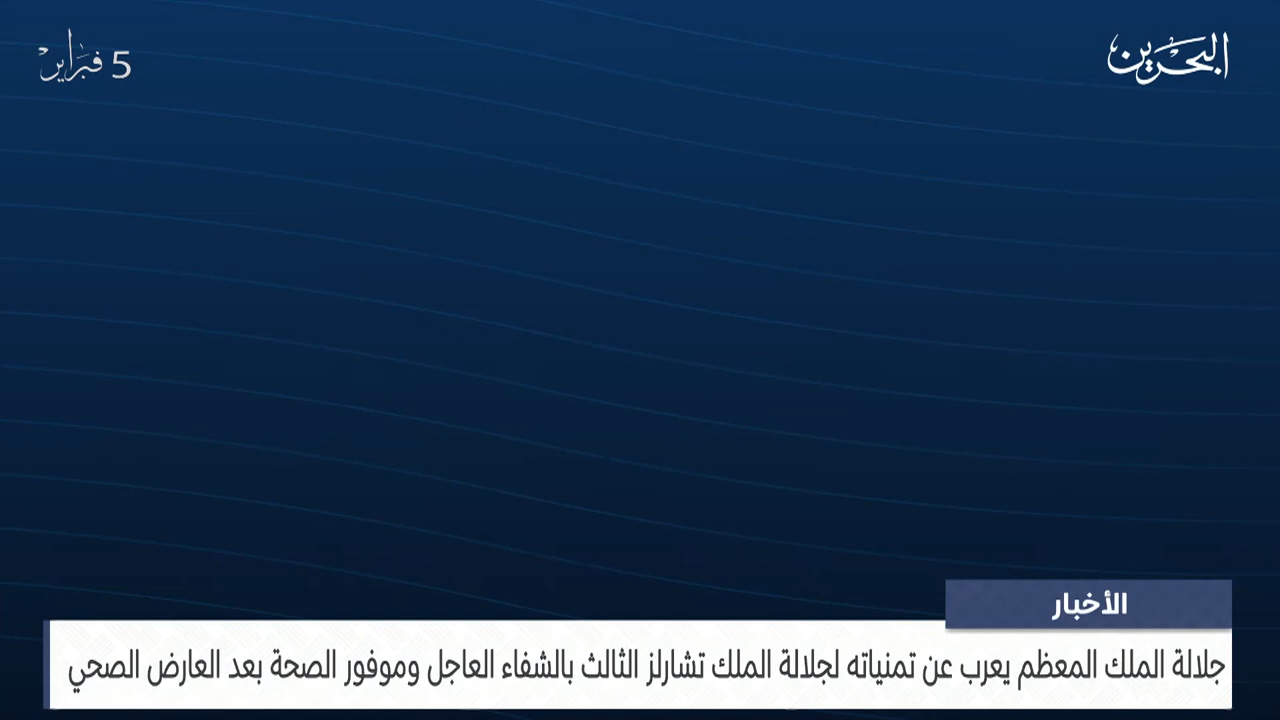 البحرين
5 فبراير
الأخبار
جلالة الملك المعظم يعرب عن تمنياته لجلالة الملك تشارلز الثالث بالشفاء العاجل وموفور الصحة بعد العارض الصحي